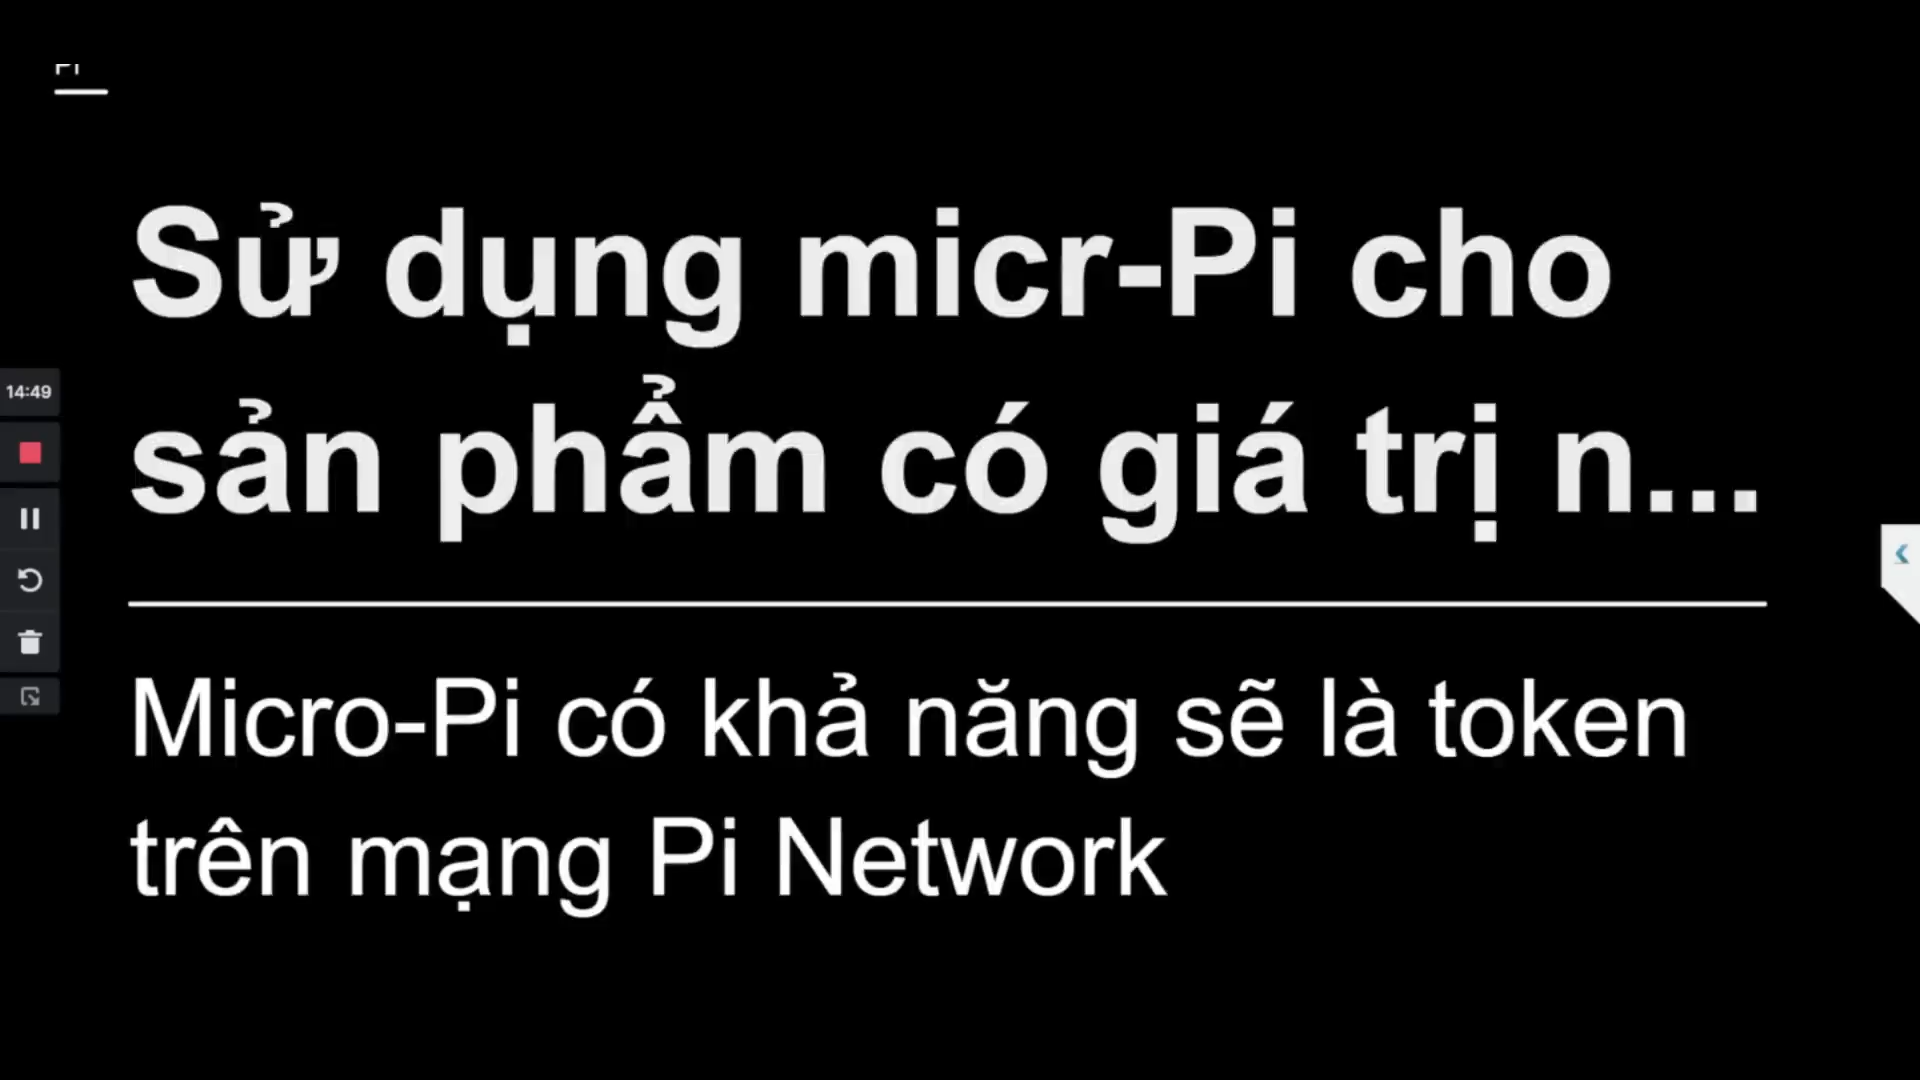 Pi
Sử dụng micr-Pi cho
sản phẩm có giá trị n...
14:49
Micro-Pi có khả năng sẽ là token
trên mạng Pi Network